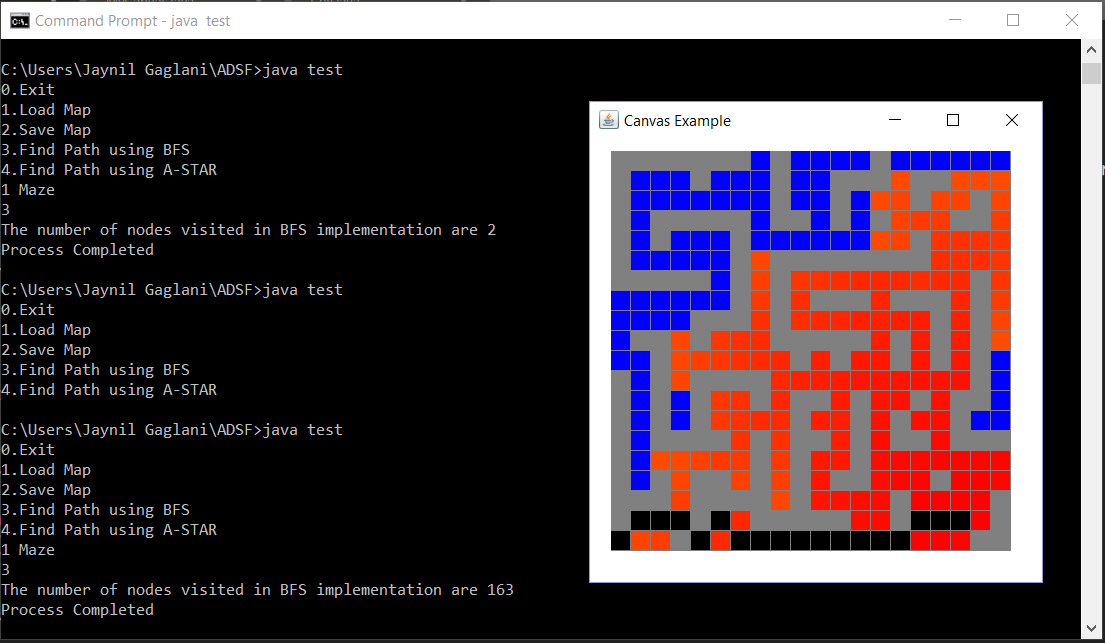 Command Prompt - java  test
C:\Users\Jaynil Gaglani\ADSF>java test
0.Exit
1.Load Map
2.Save Map
3.Find Path using BFS
4.Find Path using A-STAR
1 Maze
3
The number of nodes visited in BFS implementation are 2
Process Completed
C:\Users\Jaynil Gaglani\ADSF>java test
0.Exit
1.Load Map
2.Save Map
3.Find Path using BFS
4.Find Path using A-STAR
C:\Users\Jaynil Gaglani\ADSF>java test
0.Exit
1.Load Map
2.Save Map
3.Find Path using BFS
4.Find Path using A-STAR
1 Maze
3
The number of nodes visited in BFS implementation are 163
Process Completed
Canvas Example